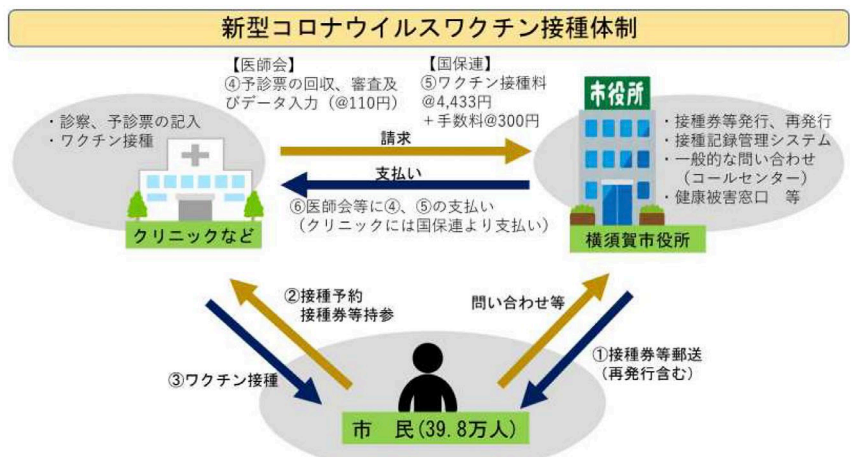 新型コロナウイルスワクチン接種体制
【医師会】
④予診票の回収、審査及
びデータ入力（@110円）
【国保連】
⑤ワクチン接種料
@4,433円
＋手数料@300円
・診察、予診票の記入
・ワクチン接種
請求
支払い
⑥医師会等に④、⑤の支払い
（クリニックには国保連より支払い）
市役所
・接種券等発行、再発行
・接種記録管理システム
・一般的な問い合わせ
（コールセンター）
・健康被害窓口　等
クリニックなど
横須賀市役所
②接種予約
接種券等持参
問い合わせ等
③ワクチン接種
①接種券等郵送
（再発行含む）
市　民(39.8万人)